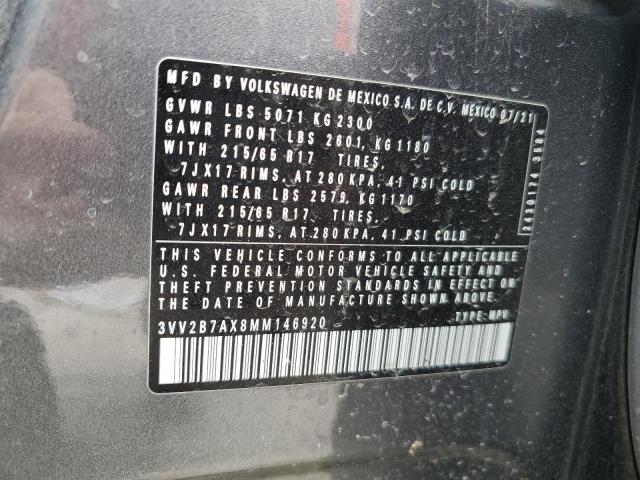 MFD BY VOLKSWAGEN DE MEXICO S.A. DE C.V. MEXICO 07/21
GVWR LBS 5071 KG 2300
GAWR FRONT LBS 2601, KG 1180
WITH 215/65 R17 TIRES,
7JX17 RIMS, AT 280 KPA, 41 PSI COLD
GAWR REAR LBS 2579, KG 1170
WITH 215/65 R17 TIRES,
7JX17 RIMS, AT 280 KPA, 41 PSI COLD
2430174 3584
THIS VEHICLE CONFORMS TO ALL APPLICABLE
U.S. FEDERAL MOTOR VEHICLE SAFETY AND
THEFT PREVENTION STANDARDS IN EFFECT ON
THE DATE OF MANUFACTURE SHOWN ABOVE.
3VV2B7AX8MM146920 TYPE: MPV